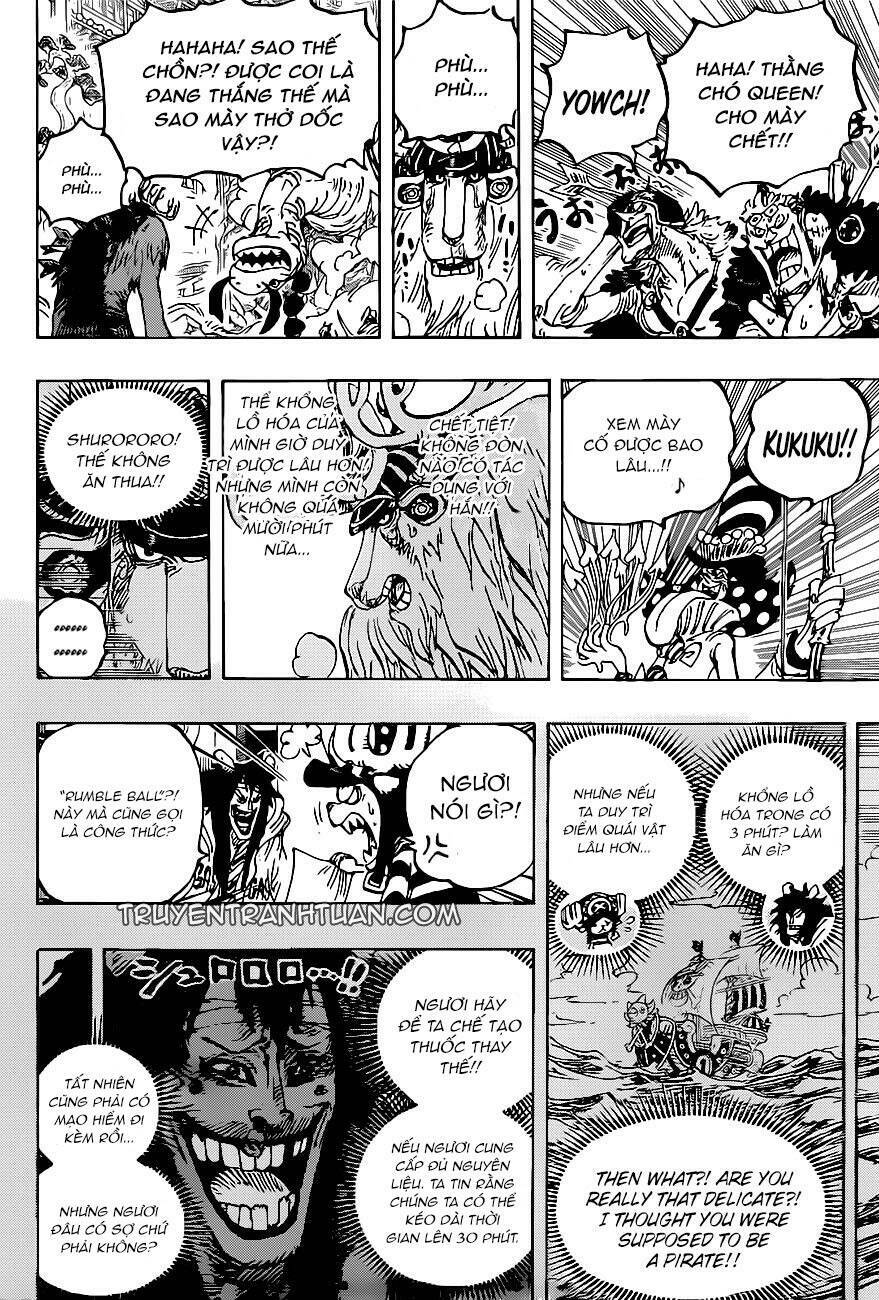 HAHA! THẰNG
CHÓ QUEEN!
CHO MÀY
CHẾT!!
YOWCH!
うおお
PHÙ...
PHÙ...
HAHAHA! SAO THẾ
CHỒN?! ĐƯỢC COI LÀ
ĐANG THẮNG THẾ MÀ
SAO MÀY THỞ DỐC
VẬY?!
PHÙ...
PHÙ...
KUKUKU!!
XEM MÀY
CỐ ĐƯỢC BAO
LÂU...!!
♪
CHẾT TIỆT!
KHÔNG ĐÒN
NÀO CÓ TÁC
DỤNG VỚI
HẮN!!
THỂ KHỔNG
LỒ HÓA CỦA
MÌNH GIỜ DUY
TRÌ ĐƯỢC LÂU HƠN!
NHƯNG MÌNH CÒN
KHÔNG QUÁ
MƯỜI PHÚT
NỮA...
SHURORORO!
THẾ KHÔNG
ĂN THUA!!
......
......
KHỔNG LỒ
HÓA TRONG CÓ
3 PHÚT? LÀM
ĂN GÌ?
NHƯNG NẾU
TA DUY TRÌ
ĐIỂM QUÁI VẬT
LÂU HƠN...
THEN WHAT?! ARE YOU
REALLY THAT DELICATE?!
I THOUGHT YOU WERE
SUPPOSED TO BE
A PIRATE!!
NGƯƠI
NÓI GÌ?!
"RUMBLE BALL"?!
NÀY MÀ CŨNG GỌI
LÀ CÔNG THỨC?
TRUYENTRANHTUAN.COM
シュロロロ...!!
NGƯƠI HÃY
ĐỂ TA CHẾ TẠO
THUỐC THAY
THẾ!!
NẾU NGƯƠI CUNG
CẤP ĐỦ NGUYÊN
LIỆU. TA TIN RẰNG
CHÚNG TA CÓ THỂ
KÉO DÀI THỜI
GIAN LÊN 30 PHÚT.
TẤT NHIÊN
CŨNG PHẢI CÓ
MẠO HIỂM ĐI
KÈM RỒI...
NHƯNG NGƯƠI
ĐÂU CÓ SỢ CHỨ
PHẢI KHÔNG?